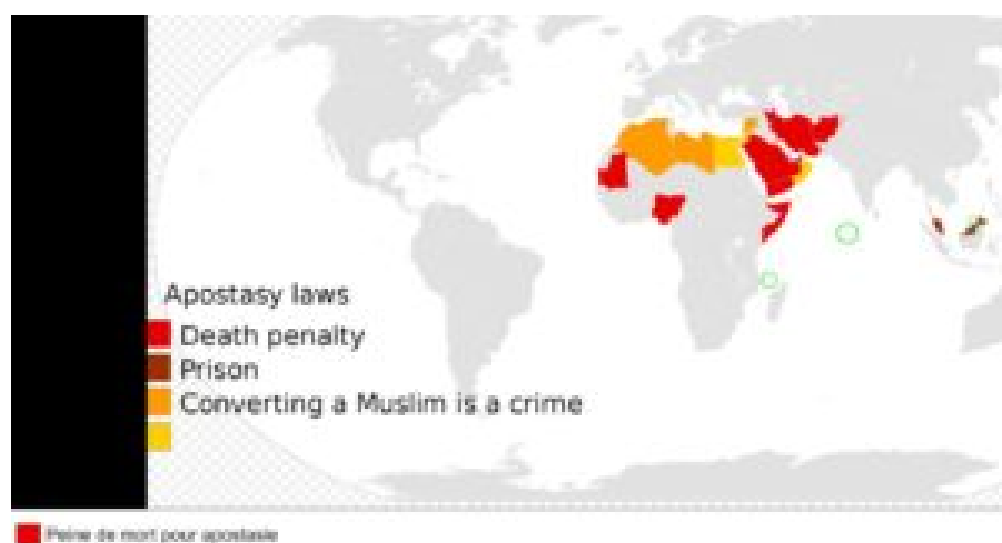 Apostasy laws
Death penalty
Prison
Converting a Muslim is a crime
Peine de mort pour apostasie